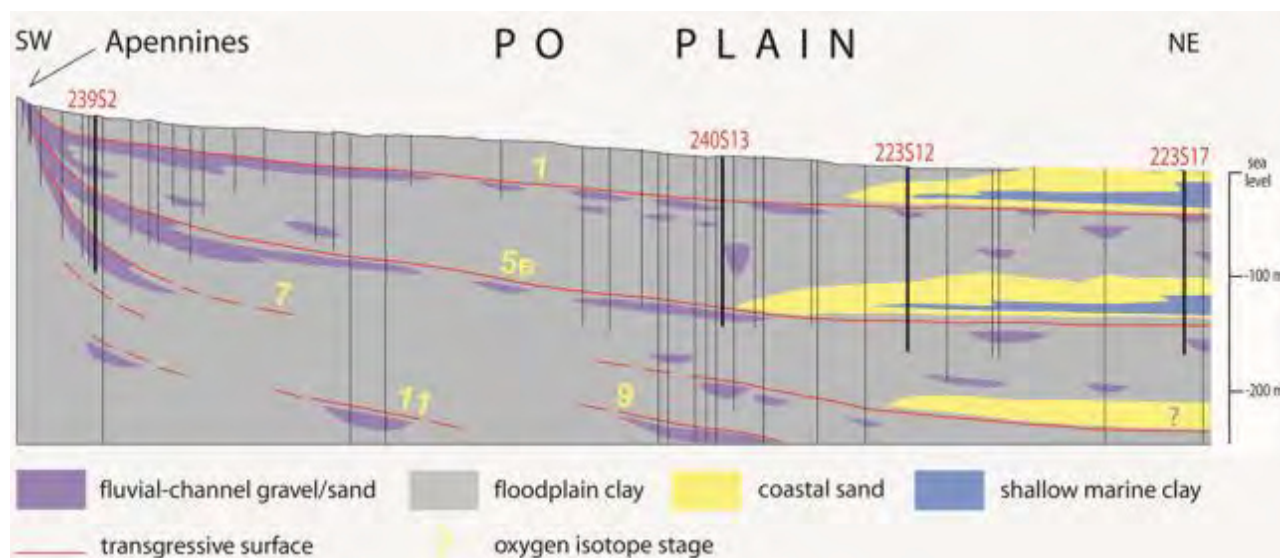 SW Apennines PO PLAIN NE
239S2
240S13
223S12
223S17
sea
level
1
5e
-100 m
7
-200 m
9
11
?
fluvial-channel gravel/sand floodplain clay coastal sand shallow marine clay
transgressive surface oxygen isotope stage